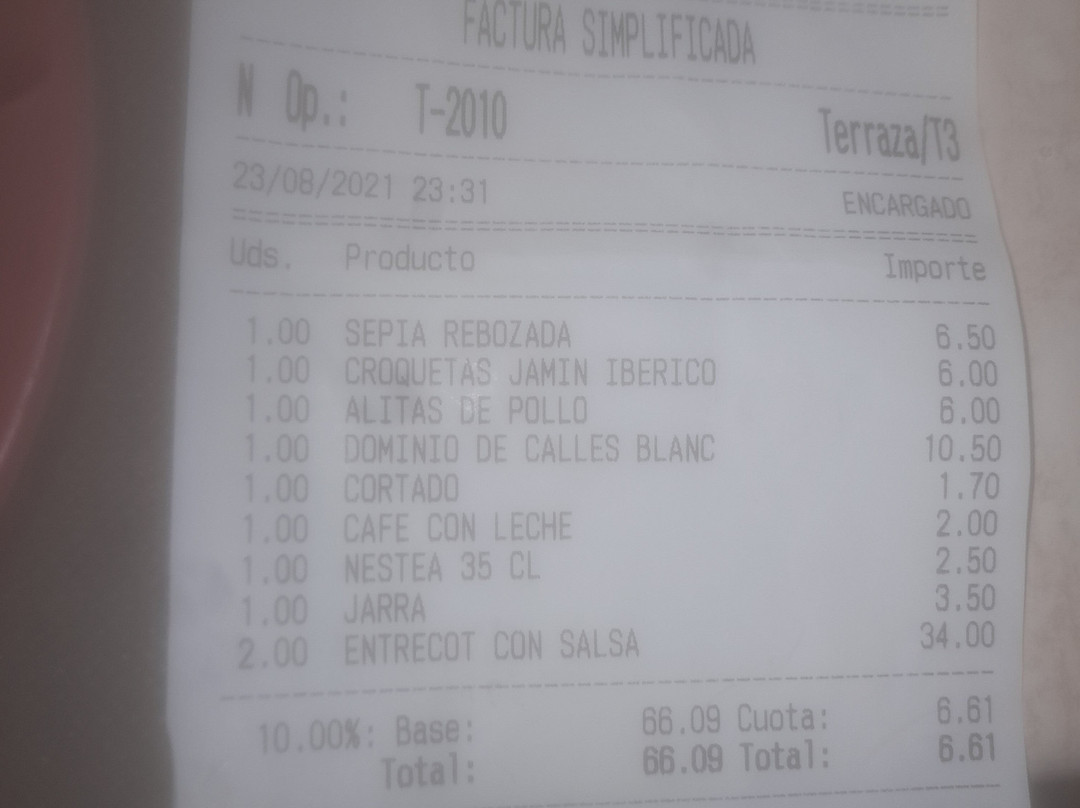 FACTURA SIMPLIFICADA
N Op.: T-2010 Terraza/T3
23/08/2021 23:31 ENCARGADO
Uds. Producto Importe
1.00 SEPIA REBOZADA 6.50
1.00 CROQUETAS JAMIN IBERICO 6.00
1.00 ALITAS DE POLLO 6.00
1.00 DOMINIO DE CALLES BLANC 10.50
1.00 CORTADO 1.70
1.00 CAFE CON LECHE 2.00
1.00 NESTEA 35 CL 2.50
1.00 JARRA 3.50
2.00 ENTRECOT CON SALSA 34.00
10.00%: Base: 66.09 Cuota: 6.61
Total: 66.09 Total: 6.61